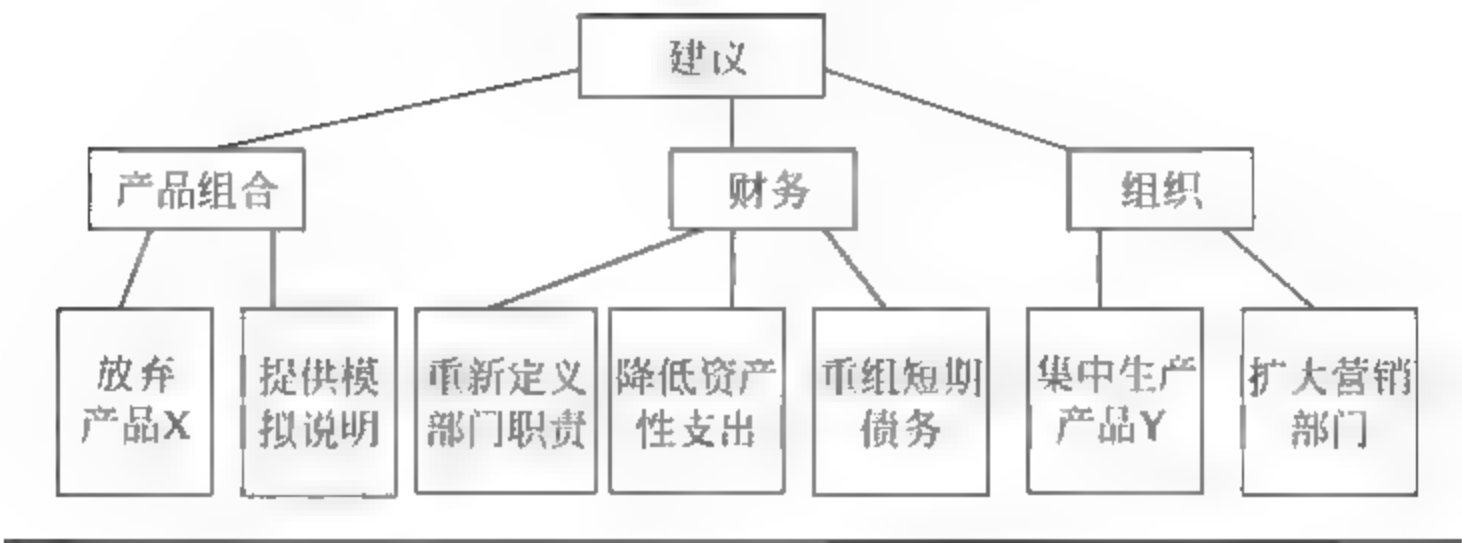 建议
产品组合
财务
组织
放弃
产品X
提供模
拟说明
重新定义
部门职责
降低资产
性支出
重组短期
债务
集中生产
产品Y
扩大营销
部门